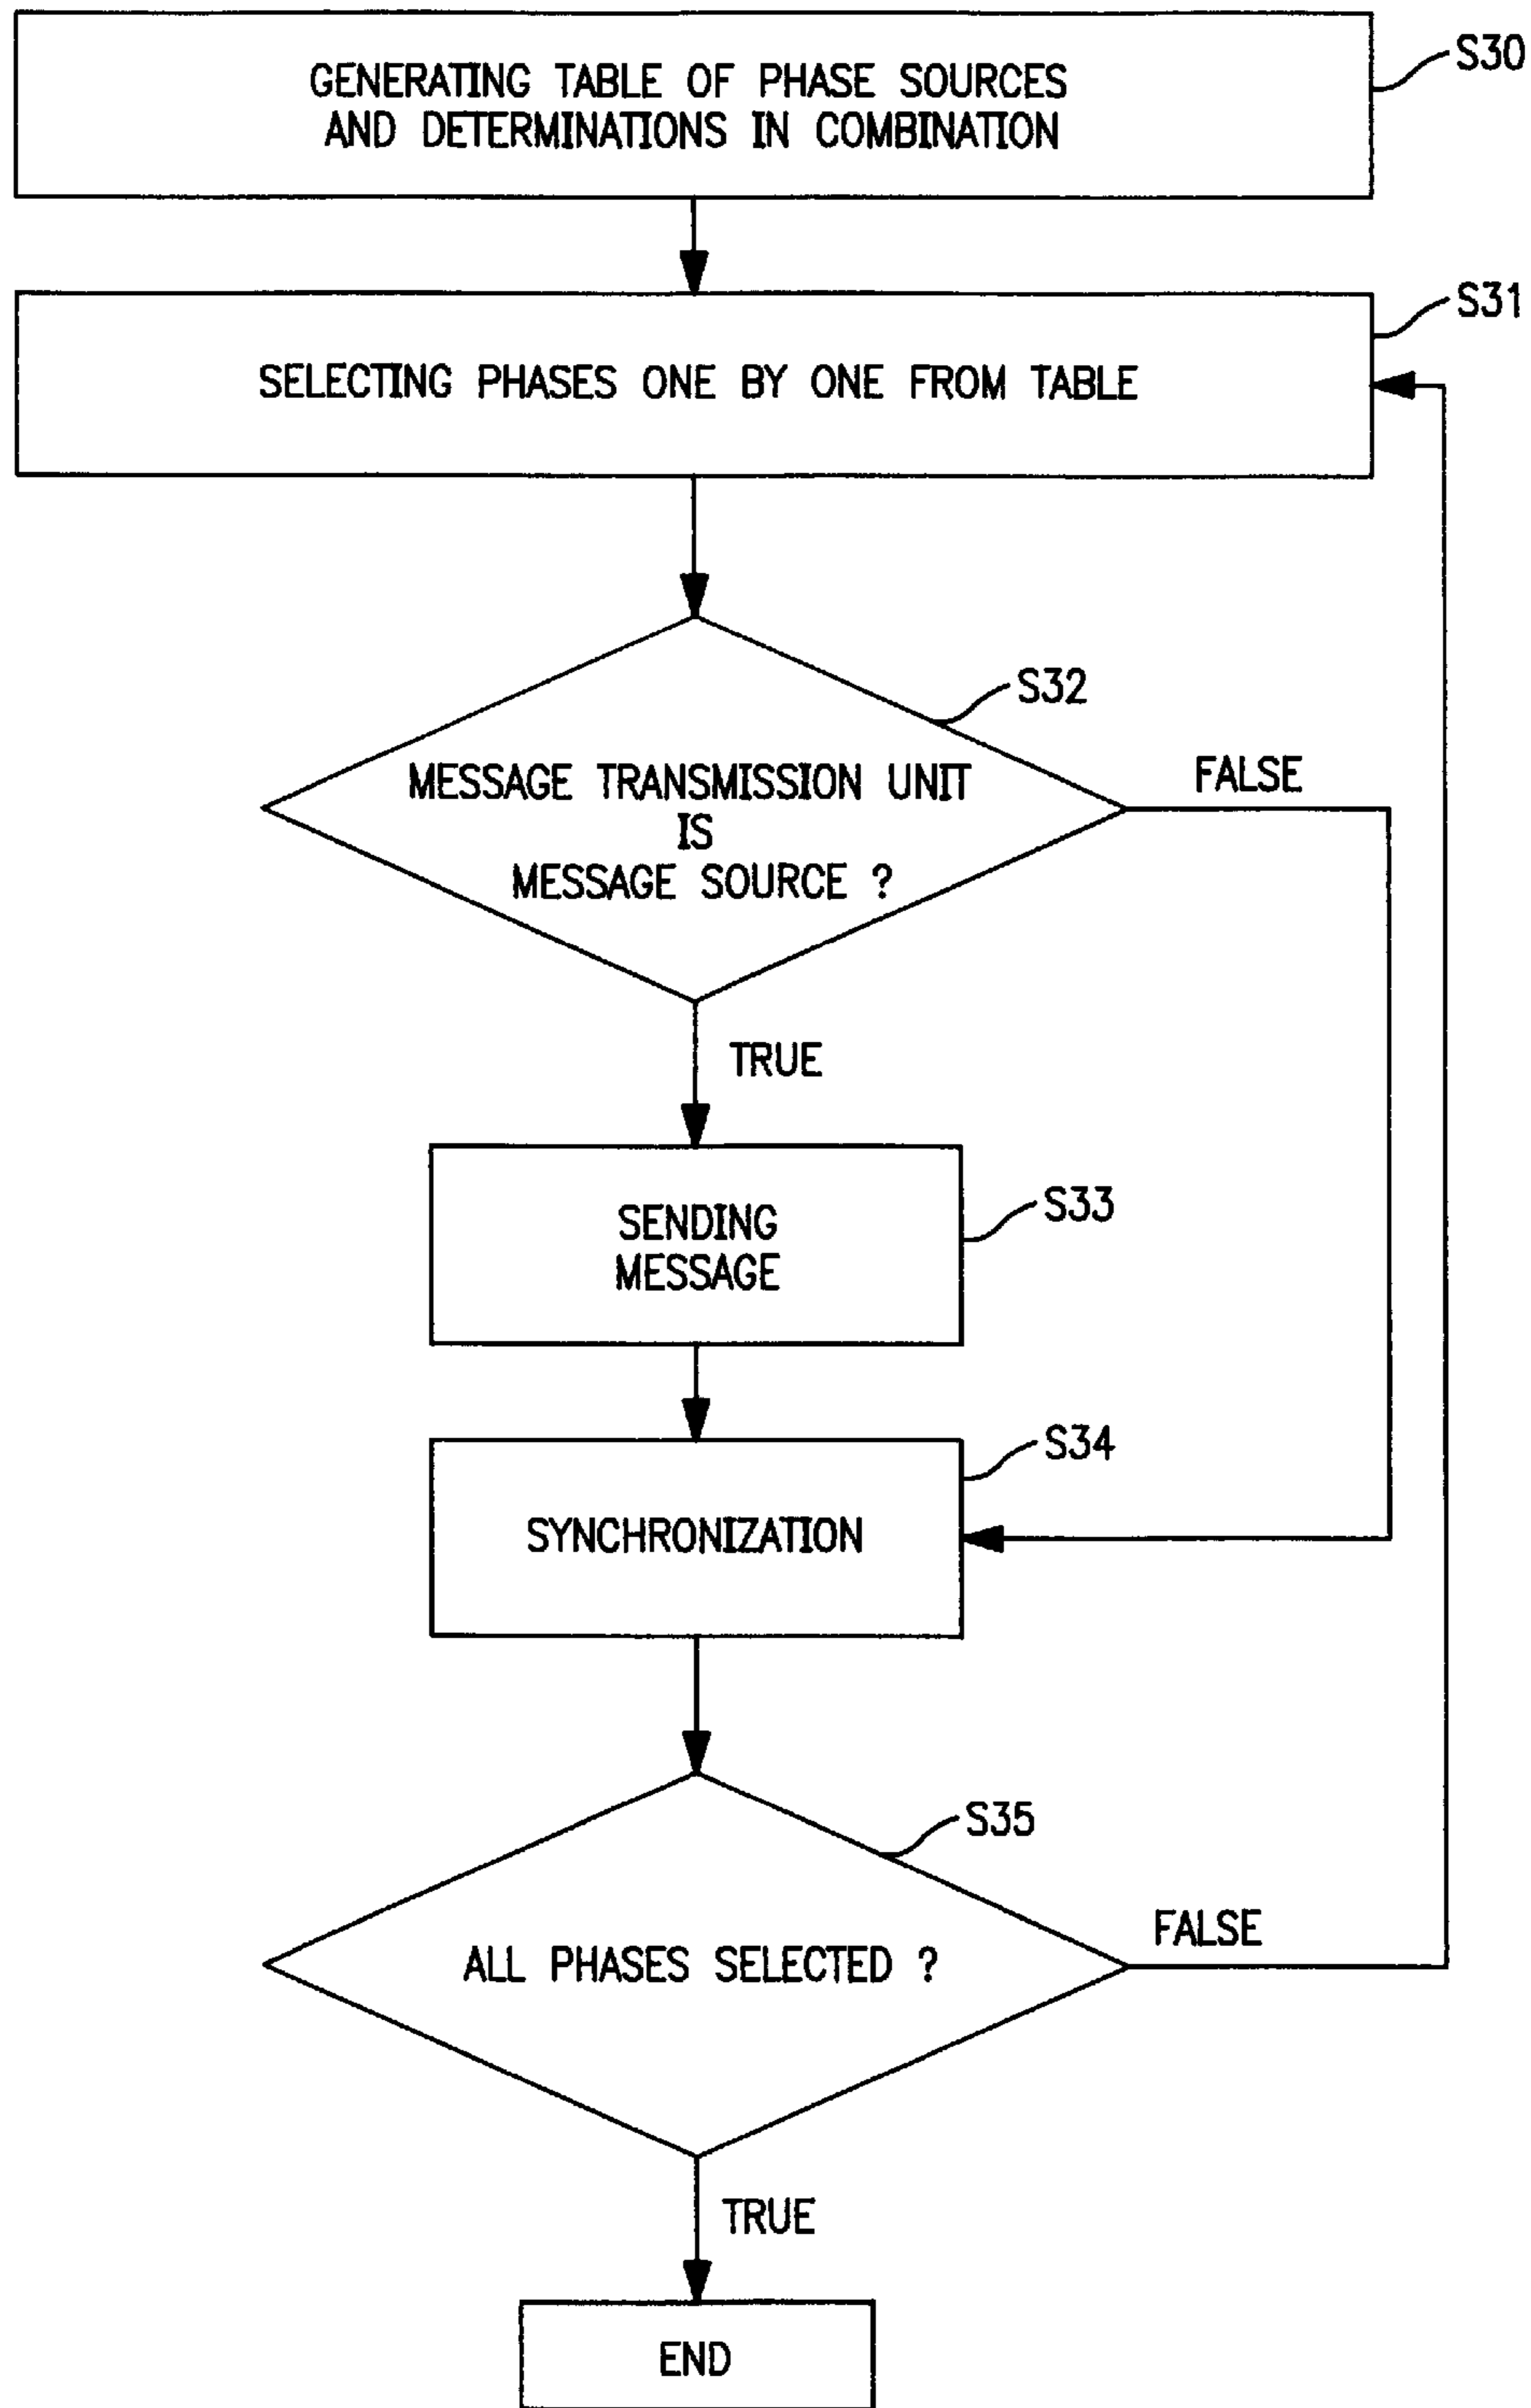 GENERATING TABLE OF PHASE SOURCES
AND DETERMINATIONS IN COMBINATION
S30
SELECTING PHASES ONE BY ONE FROM TABLE
S31
S32
MESSAGE TRANSMISSION UNIT
IS
MESSAGE SOURCE ?
FALSE
TRUE
SENDING
MESSAGE
S33
S34
SYNCHRONIZATION
S35
ALL PHASES SELECTED ?
FALSE
TRUE
END